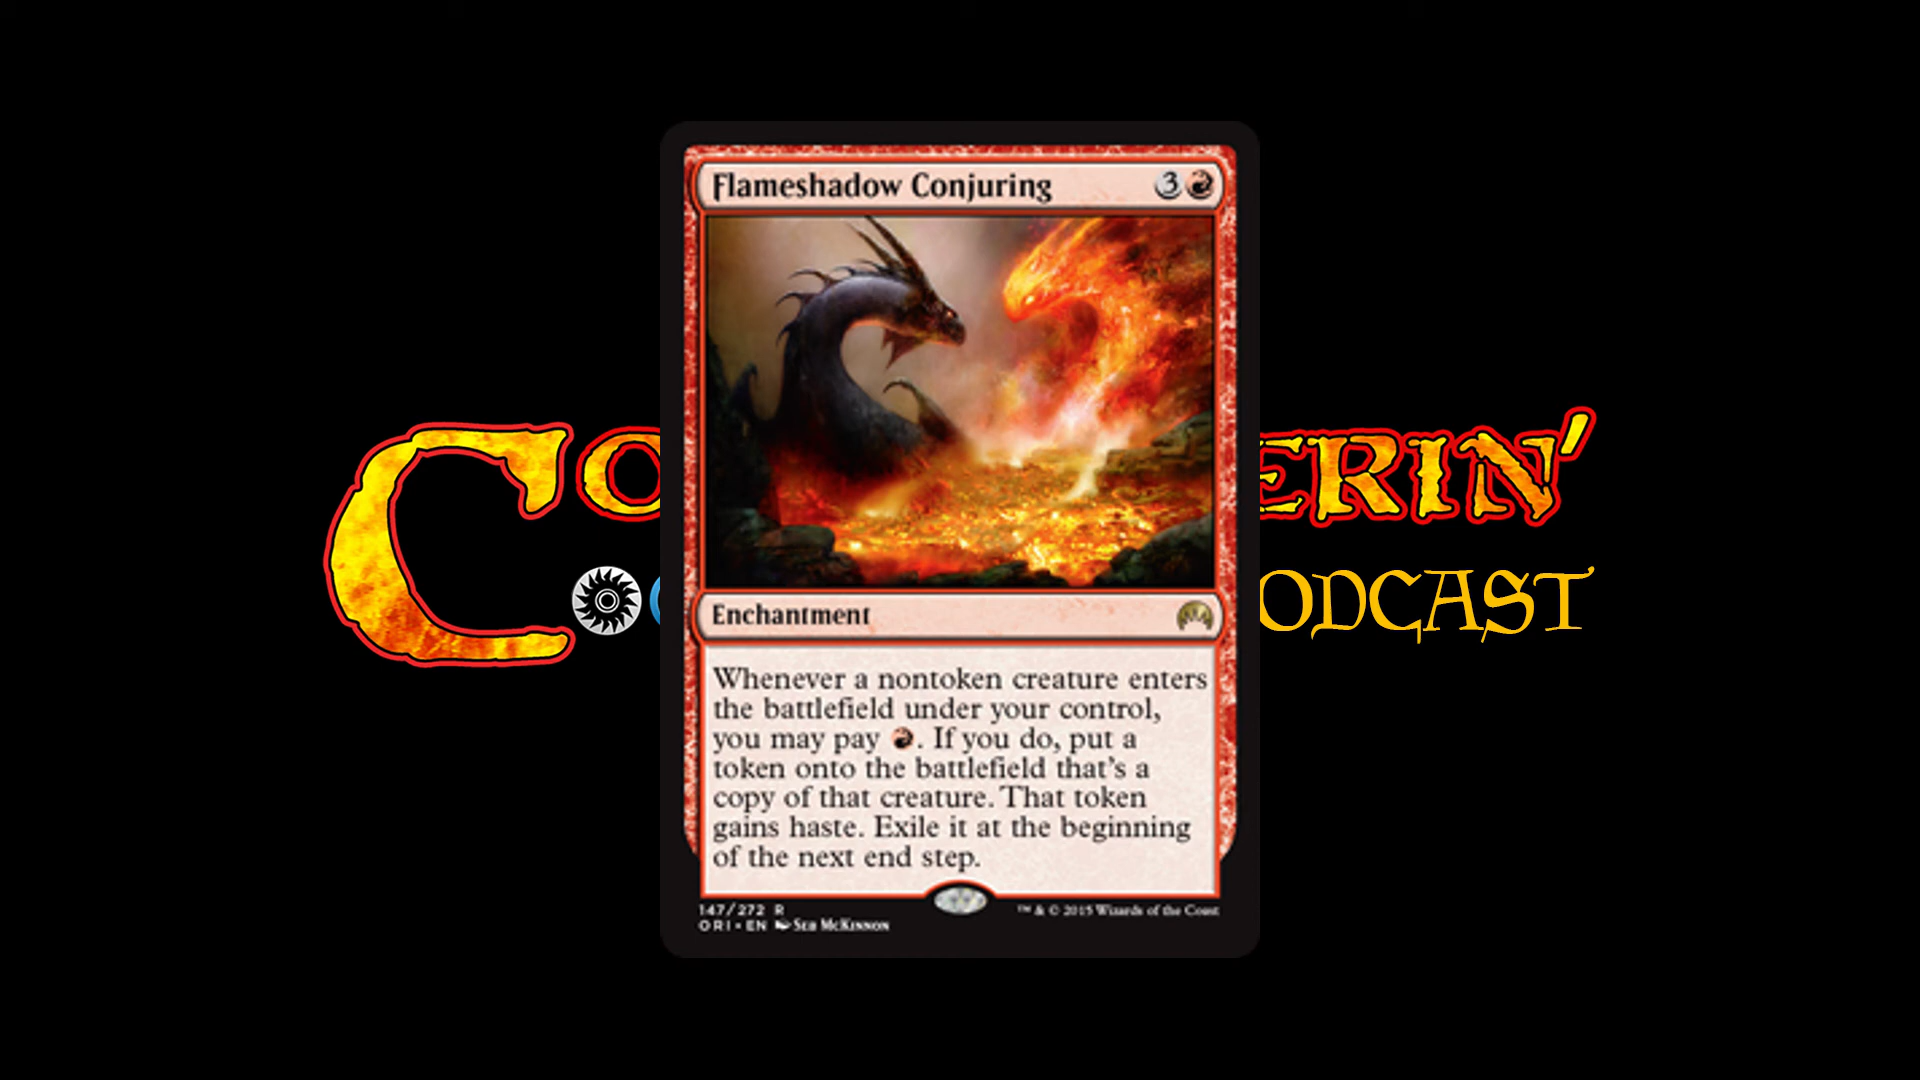 Flameshadow Conjuring 3
Co
ERIN'
ODCAST
Enchantment
Whenever a nontoken creature enters
the battlefield under your control,
you may pay . If you do, put a
token onto the battlefield that's a
copy of that creature. That token
gains haste. Exile it at the beginning
of the next end step.
147/272 R
ORI • EN Seb McKinnon
™ & © 2015 Wizards of the Coast